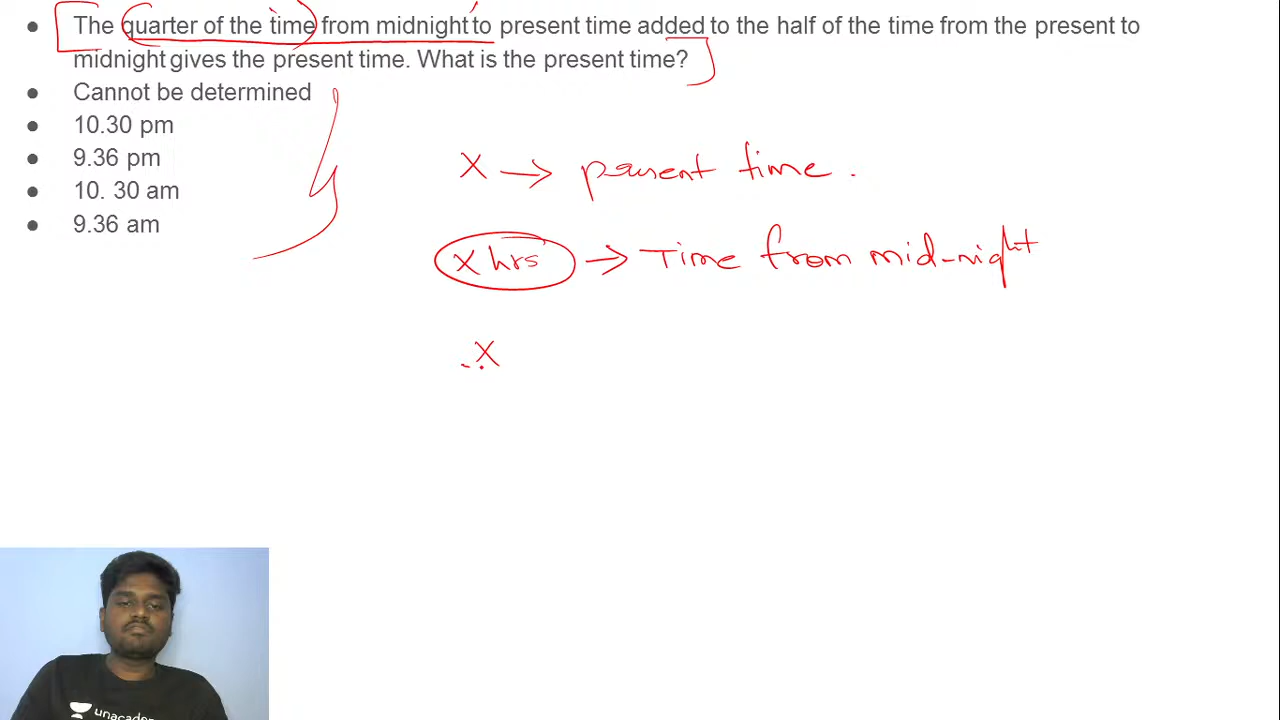 The quarter of the time from midnight to present time added to the half of the time from the present to
midnight gives the present time. What is the present time?
Cannot be determined
10.30 pm
9.36 pm
10. 30 am
9.36 am
X → present time .
X hrs → Time from mid-night
X
unacade